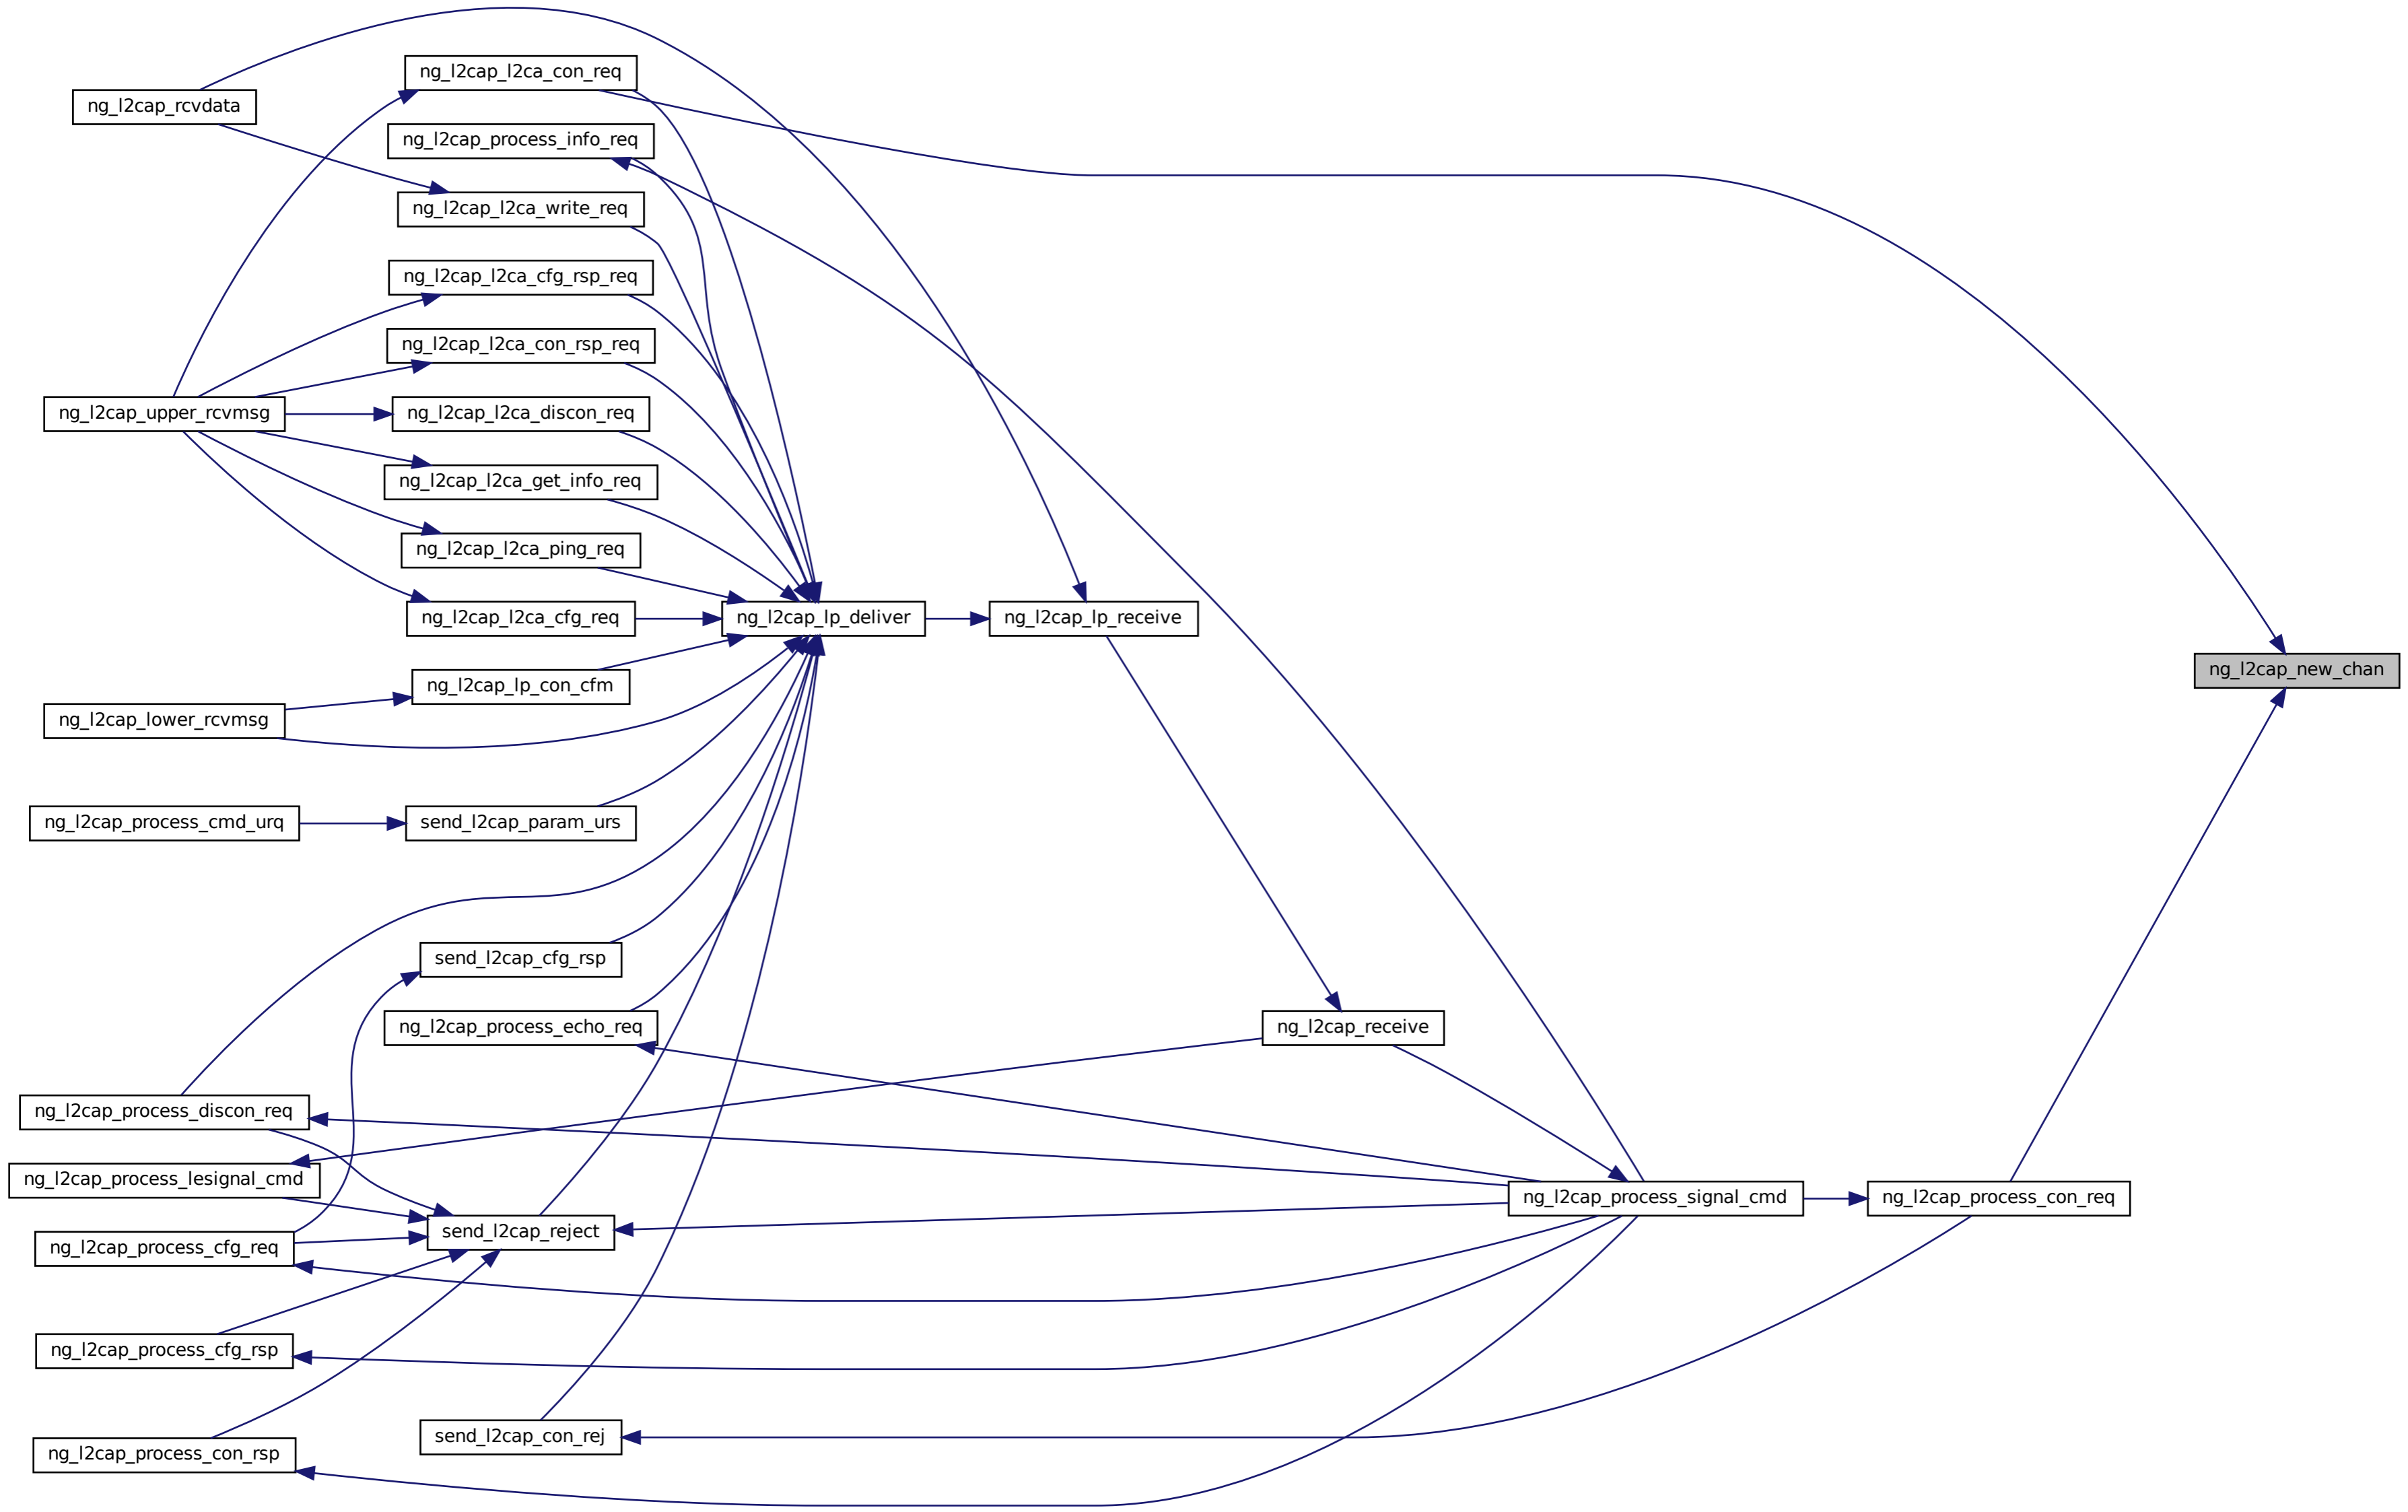 ng_l2cap_l2ca_con_req
ng_l2cap_rcvdata
ng_l2cap_process_info_req
ng_l2cap_l2ca_write_req
ng_l2cap_l2ca_cfg_rsp_req
ng_l2cap_l2ca_con_rsp_req
ng_l2cap_upper_rcvmsg
ng_l2cap_l2ca_discon_req
ng_l2cap_l2ca_get_info_req
ng_l2cap_l2ca_ping_req
ng_l2cap_l2ca_cfg_req
ng_l2cap_lp_deliver
ng_l2cap_lp_receive
ng_l2cap_new_chan
ng_l2cap_lp_con_cfm
ng_l2cap_lower_rcvmsg
ng_l2cap_process_cmd_urq
send_l2cap_param_urs
send_l2cap_cfg_rsp
ng_l2cap_process_echo_req
ng_l2cap_receive
ng_l2cap_process_discon_req
ng_l2cap_process_lesignal_cmd
ng_l2cap_process_signal_cmd
ng_l2cap_process_con_req
send_l2cap_reject
ng_l2cap_process_cfg_req
ng_l2cap_process_cfg_rsp
send_l2cap_con_rej
ng_l2cap_process_con_rsp